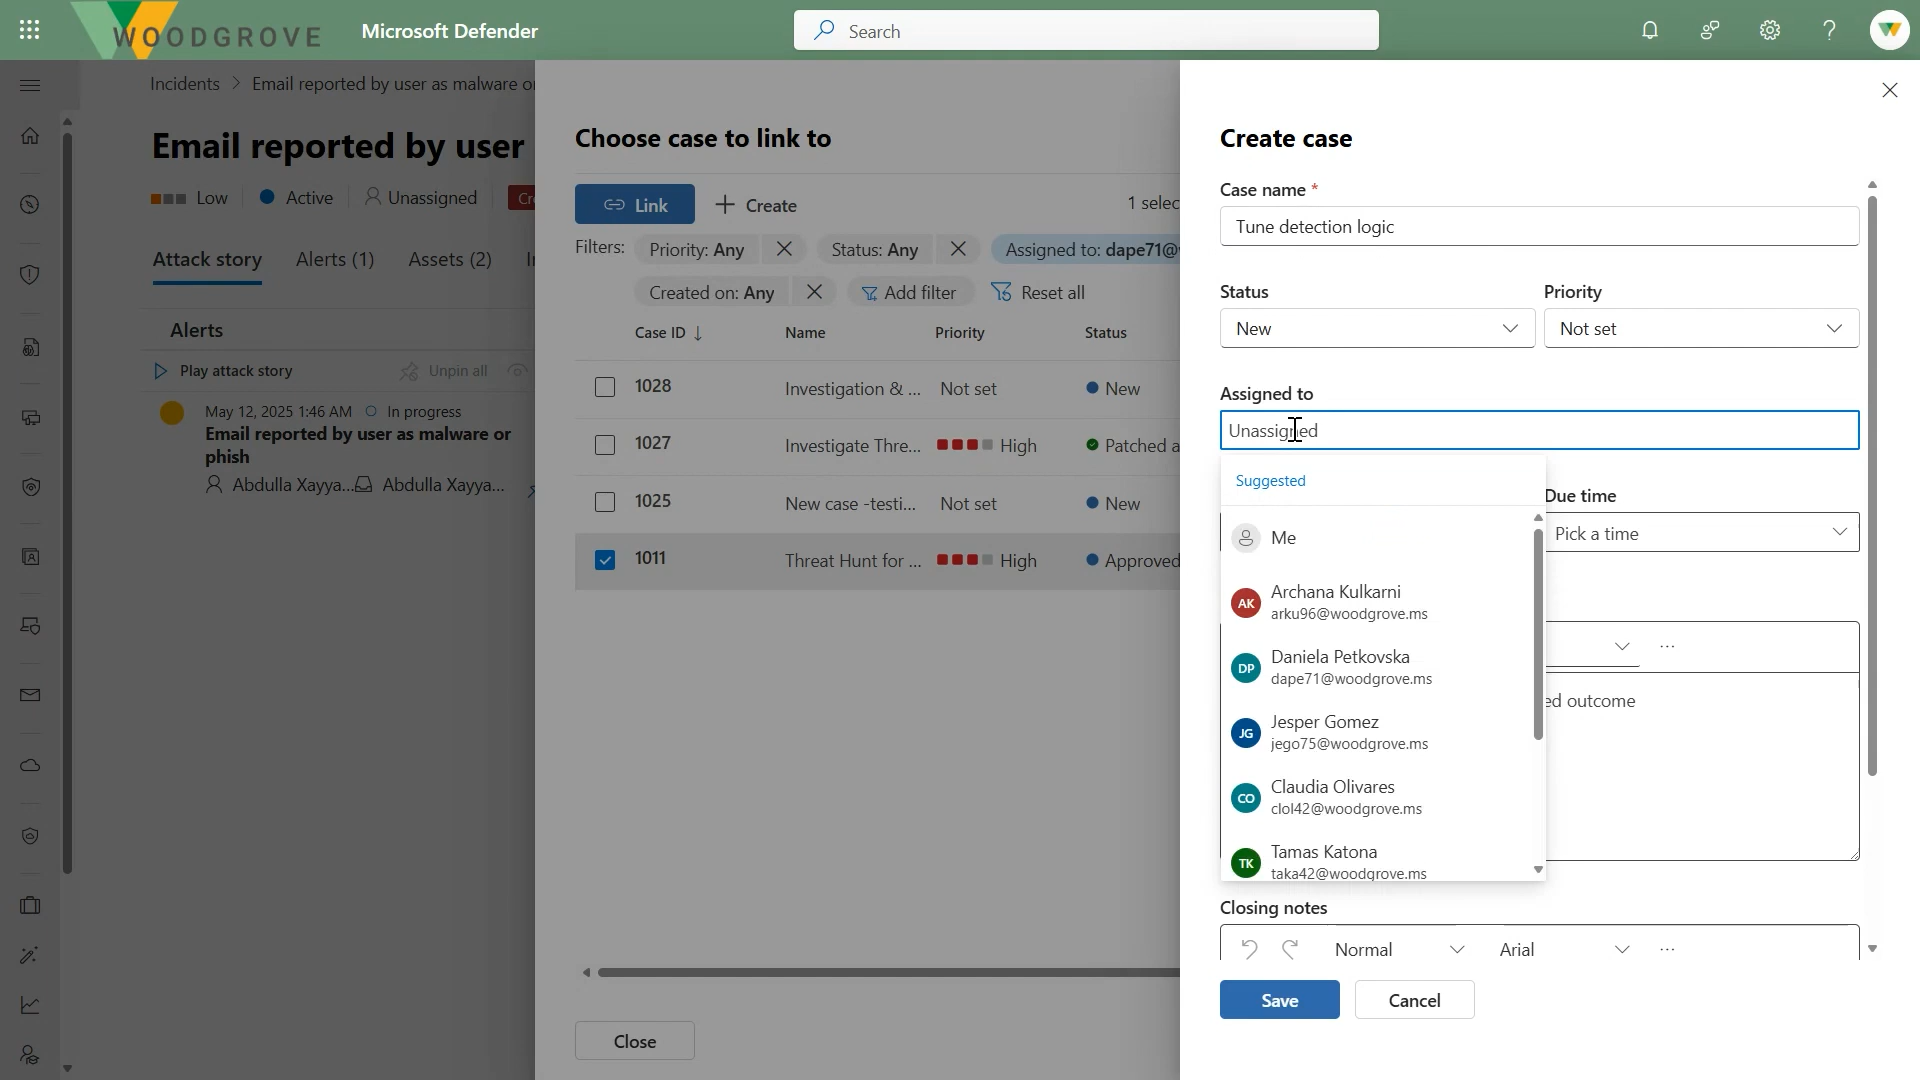 WOODGROVE
Microsoft Defender
Search
Incidents > Email reported by user as malware o
Email reported by user
Low
Active
Unassigned
Attack story
Alerts (1)
Assets (2)
Alerts
Play attack story
Unpin all
May 12, 2025 1:46 AM
In progress
Email reported by user as malware or
phish
Abdulla Xayya...
Abdulla Xayya...
Choose case to link to
Link
Create
1 selec
Filters:
Priority: Any
Status: Any
Assigned to: dape71@
Created on: Any
Add filter
Reset all
Case ID ↓
Name
Priority
Status
1028
Investigation & ...
Not set
New
1027
Investigate Thre...
High
Patched a
1025
New case -testi...
Not set
New
1011
Threat Hunt for ...
High
Approved
Close
Create case
Case name *
Tune detection logic
Status
Priority
New
Not set
Assigned to
Unassigned
Suggested
Me
AK
Archana Kulkarni
arku96@woodgrove.ms
DP
Daniela Petkovska
dape71@woodgrove.ms
JG
Jesper Gomez
jego75@woodgrove.ms
CO
Claudia Olivares
clol42@woodgrove.ms
TK
Tamas Katona
taka42@woodgrove.ms
Due time
Pick a time
...
ed outcome
Closing notes
Normal
Arial
...
Save
Cancel